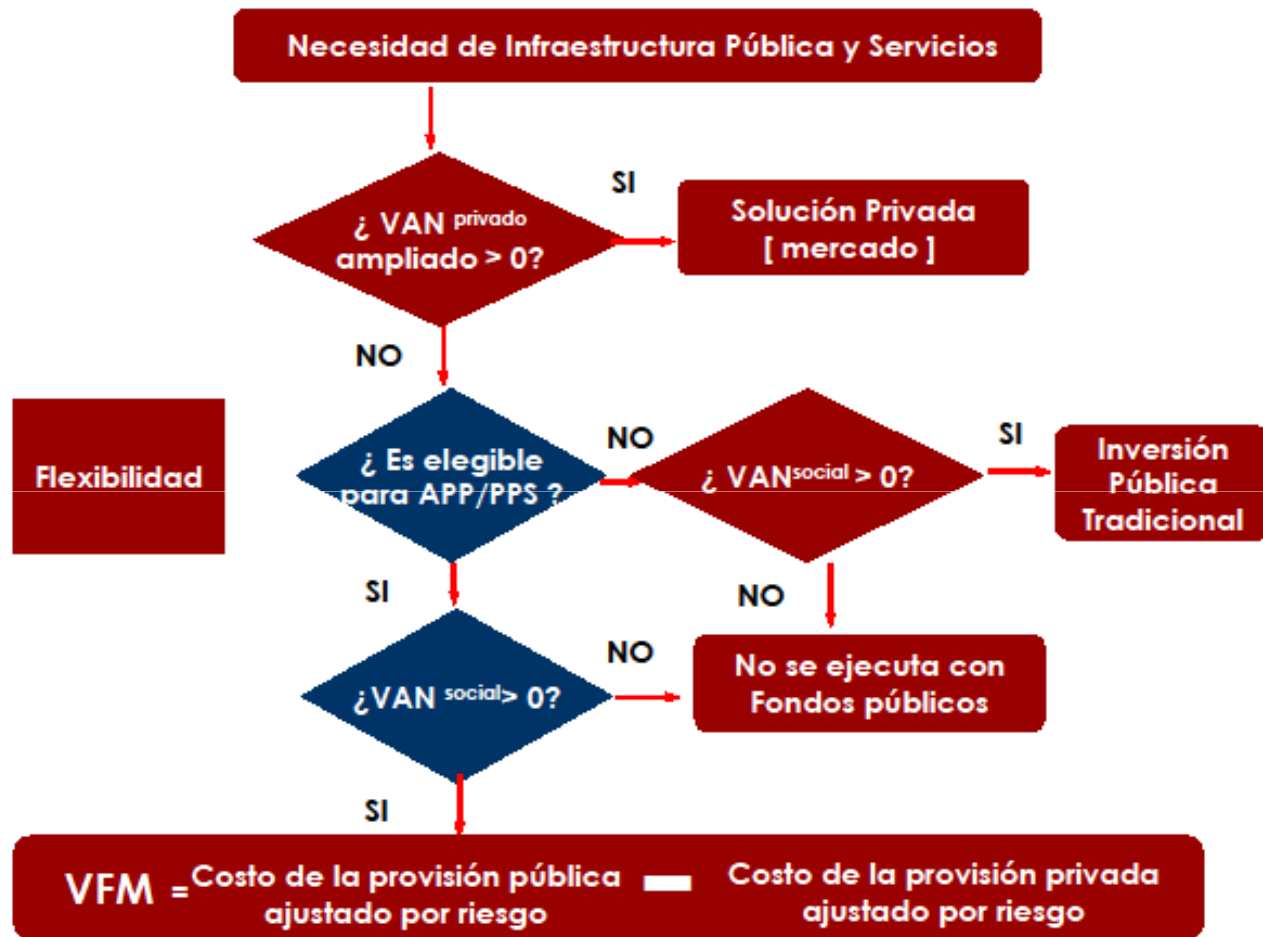 Necesidad de Infraestructura Pública y Servicios
¿ VAN privado
ampliado > 0?
SI
Solución Privada
[ mercado ]
NO
Flexibilidad
¿ Es elegible
para APP/PPS ?
NO
¿ VANsocial > 0?
SI
Inversión
Pública
Tradicional
SI
NO
¿VAN social> 0?
NO
No se ejecuta con
Fondos públicos
SI
VFM = Costo de la provisión pública
ajustado por riesgo
Costo de la provisión privada
ajustado por riesgo